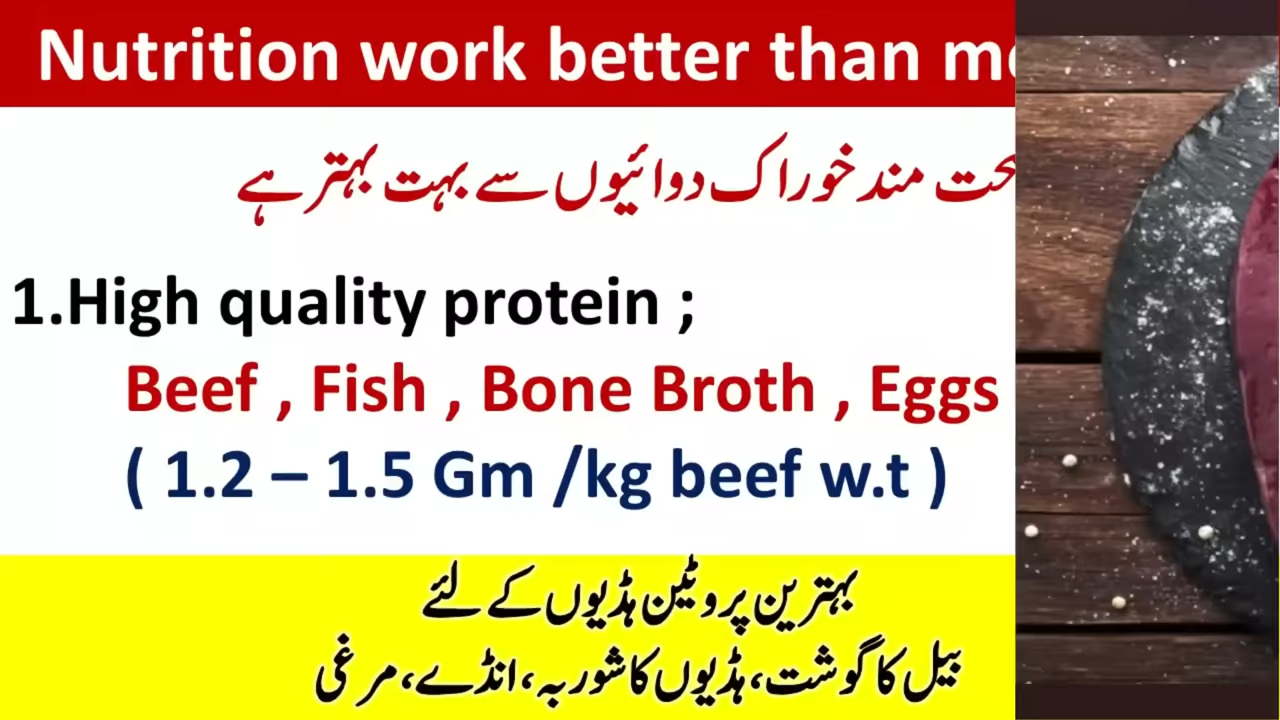 Nutrition work better than
مند خوراک دوائیوں سے بہت بہتر ہے
1.High quality protein ;
Beef , Fish , Bone Broth , Eggs
( 1.2 – 1.5 Gm /kg beef w.t )
بہترین پروٹین ہڈیوں کے لئے
بیل کا گوشت، ہڈیوں کا شوربہ، انڈے، مرغی